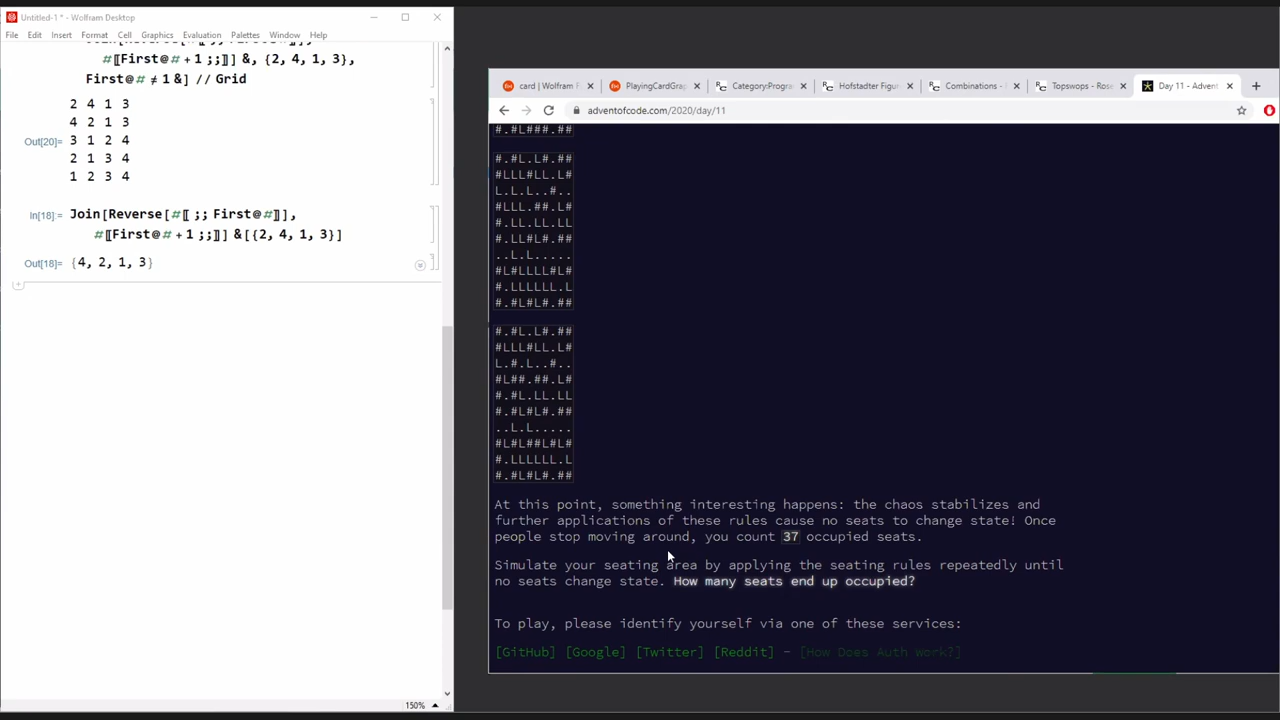 Untitled-1 * - Wolfram Desktop
File Edit Insert Format Cell Graphics Evaluation Palettes Window Help
#〚First@# + 1 ;;〛] &, {2, 4, 1, 3},
First@# ≠ 1 &] // Grid
2 4 1 3
4 2 1 3
Out[20]= 3 1 2 4
2 1 3 4
1 2 3 4
In[18]:= Join[Reverse[#〚 ;; First@#〛],
#〚First@# + 1 ;;〛] &[{2, 4, 1, 3}]
Out[18]= {4, 2, 1, 3}
150%
card | Wolfram F
PlayingCardGra
Category:Progra
Hofstadter Figu
Combinations -
Topswops - Rose
Day 11 - Advent
adventofcode.com/2020/day/11
#.#L###.##
#.#L.L#.##
#LLL#LL.L#
L.L.L..#..
#LLL.##.L#
#.LL.LL.LL
#.LL#L#.##
..L.L.....
#L#LLLL#L#
#.LLLLLL.L
#.#L#L#.##
#.#L.L#.##
#LLL#LL.L#
L.#.L..#..
#L##.##.L#
#.#L.LL.LL
#.#L#L#.##
..L.L.....
#L#L##L#L#
#.LLLLLL.L
#.#L#L#.##
At this point, something interesting happens: the chaos stabilizes and
further applications of these rules cause no seats to change state! Once
people stop moving around, you count 37 occupied seats.
Simulate your seating area by applying the seating rules repeatedly until
no seats change state. How many seats end up occupied?
To play, please identify yourself via one of these services:
[GitHub] [Google] [Twitter] [Reddit] - [How Does Auth Work?]